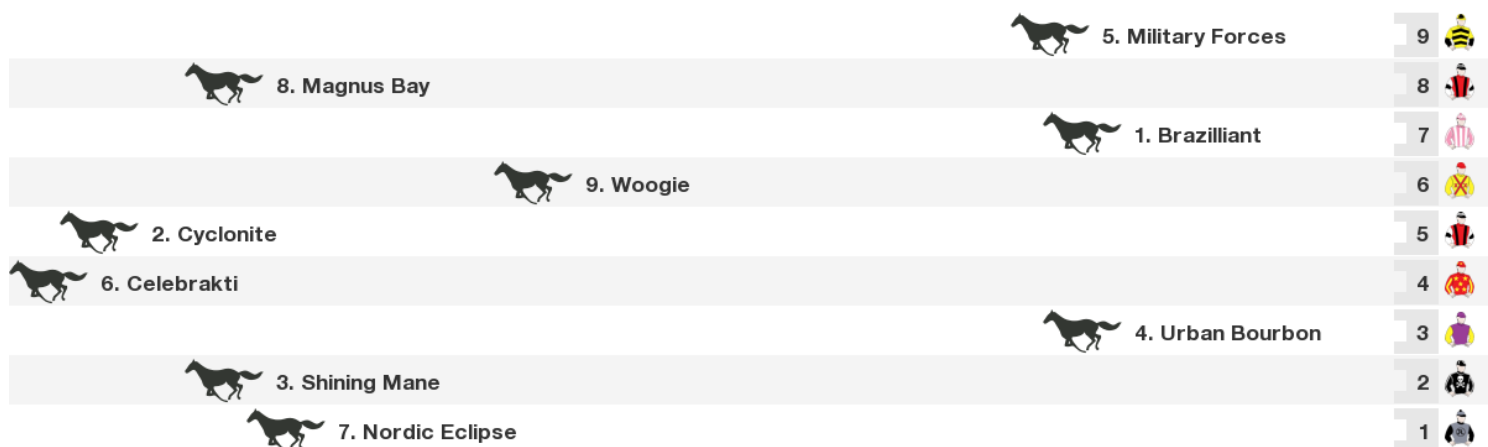 5. Military Forces 9
8. Magnus Bay 8
1. Brazilliant 7
9. Woogie 6
2. Cyclonite 5
6. Celebrakti 4
4. Urban Bourbon 3
3. Shining Mane 2
7. Nordic Eclipse 1